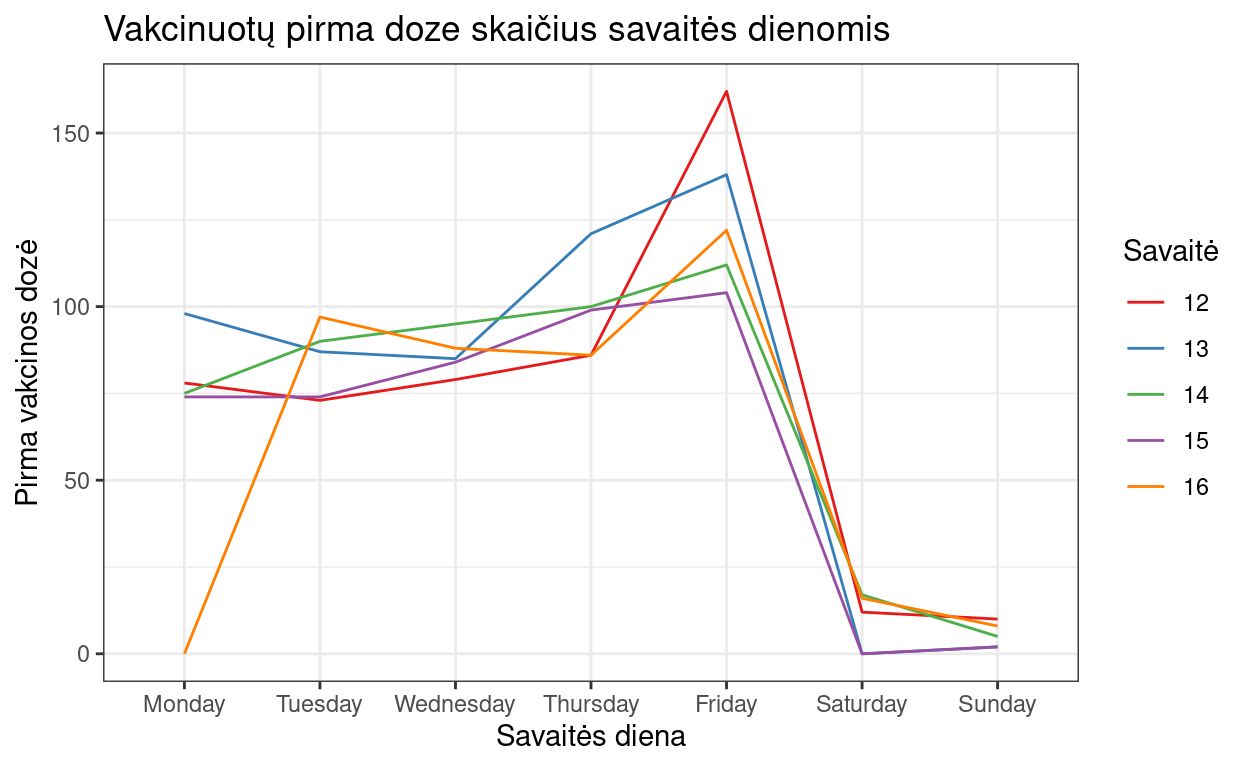 Vakcinuotų pirma doze skaičius savaitės dienomis
Pirma vakcinos dozė
150
100
50
0
Monday Tuesday Wednesday Thursday Friday Saturday Sunday
Savaitės diena
Savaitė
12
13
14
15
16